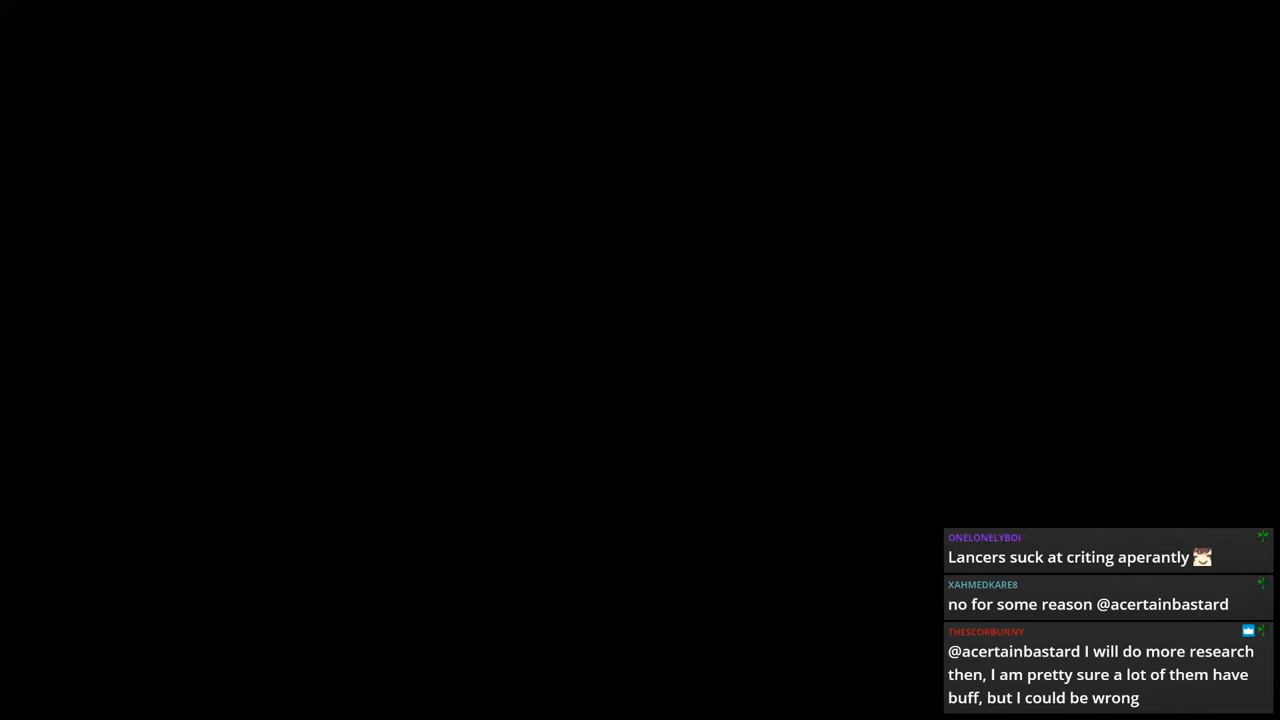 ONELONELYBOI
Lancers suck at criting aperantly
XAHMEDKARE8
no for some reason @acertainbastard
THESCORBUNNY
@acertainbastard I will do more research
then, I am pretty sure a lot of them have
buff, but I could be wrong